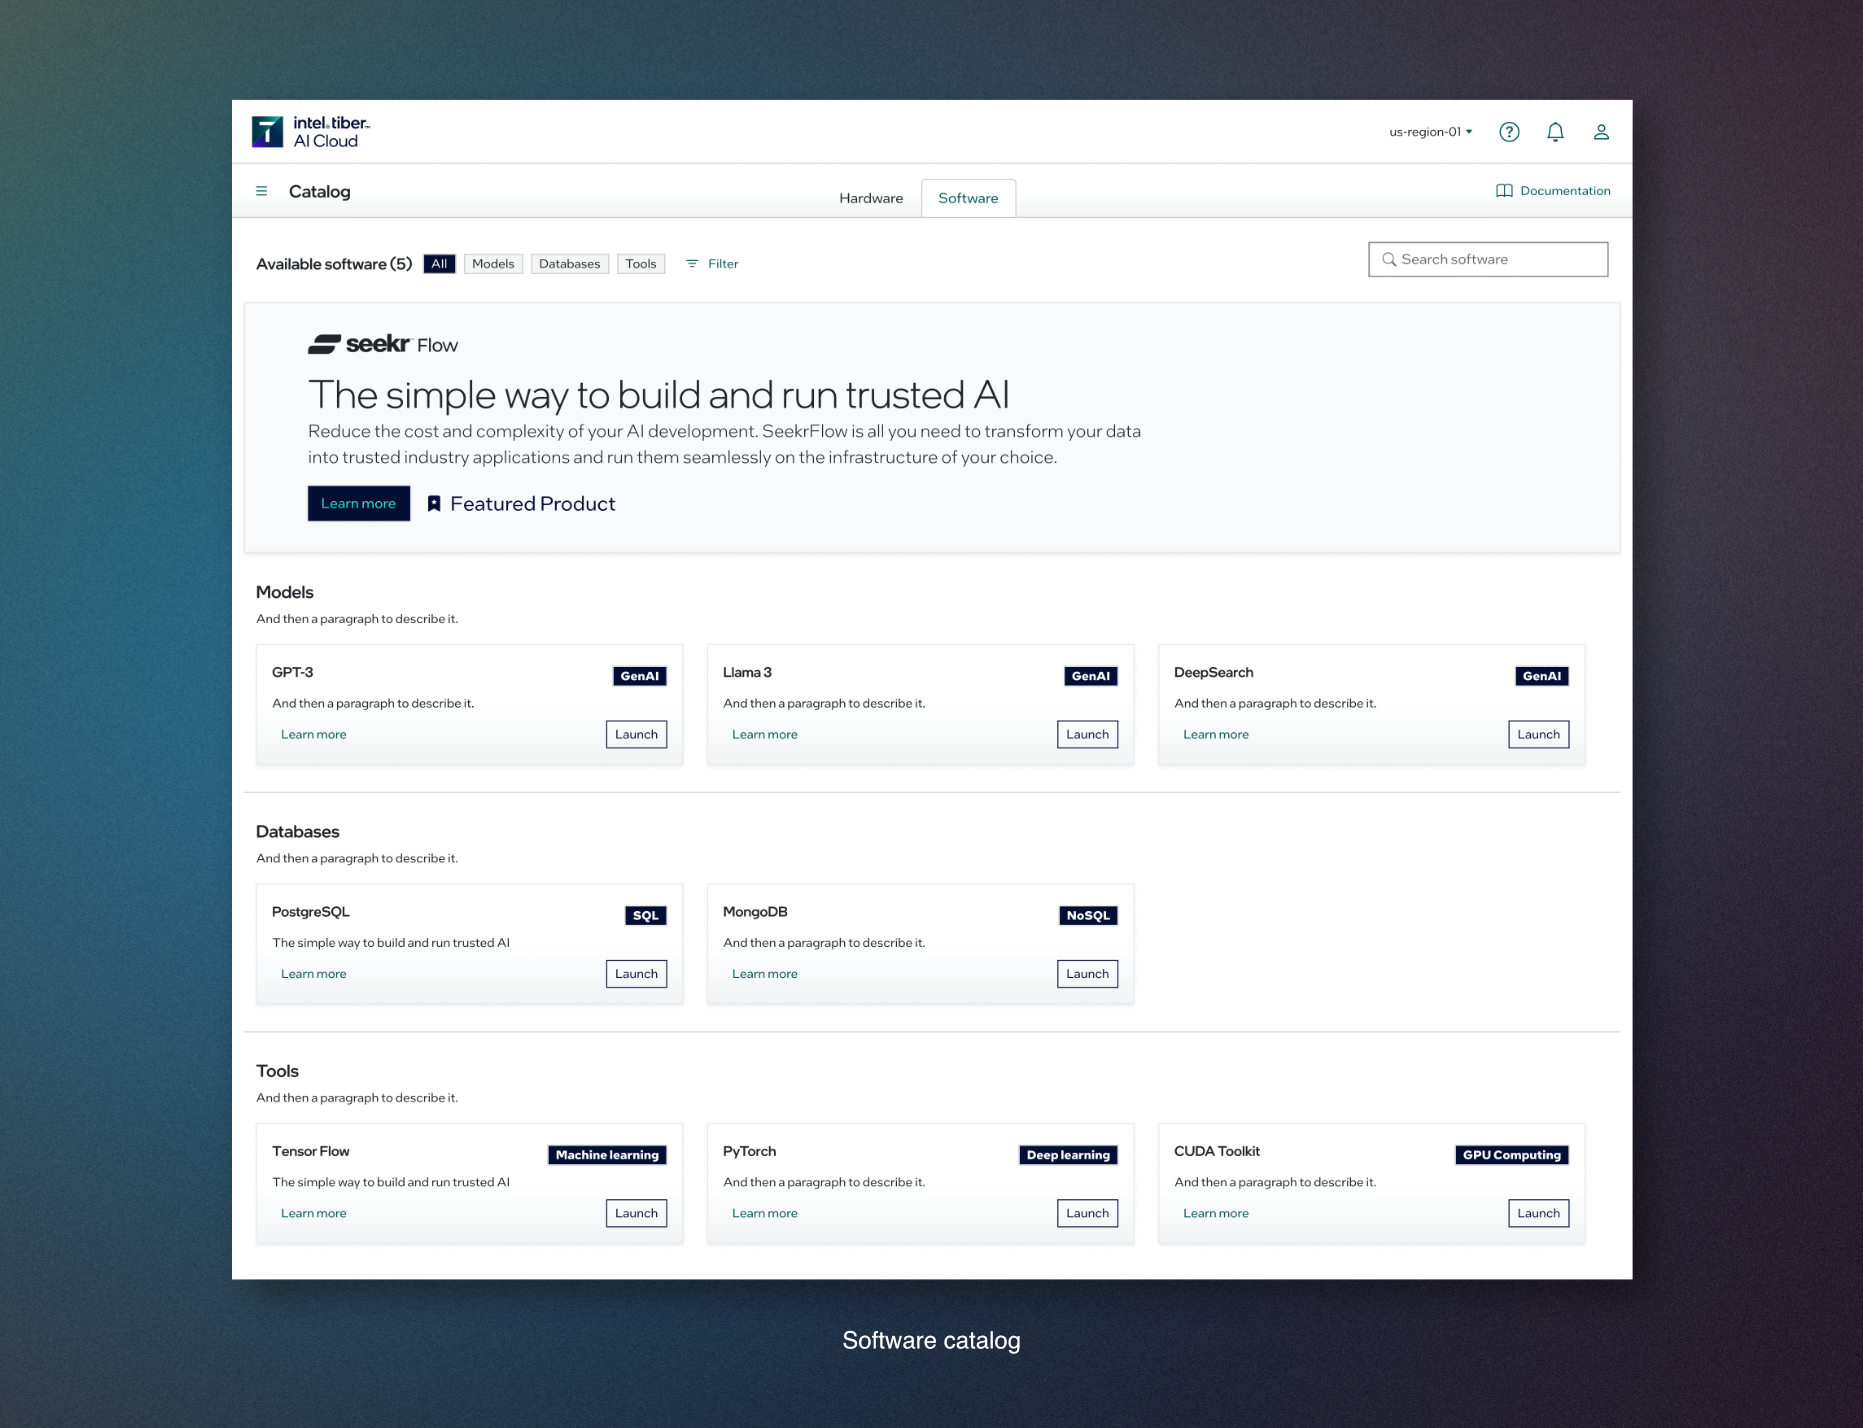 intel. tiber™
AI Cloud
us-region-01
Catalog
Hardware
Software
Documentation
Available software (5)
All
Models
Databases
Tools
Filter
Search software
seekr Flow
The simple way to build and run trusted AI
Reduce the cost and complexity of your AI development. SeekrFlow is all you need to transform your data
into trusted industry applications and run them seamlessly on the infrastructure of your choice.
Learn more
Featured Product
Models
And then a paragraph to describe it.
GPT-3
GenAI
And then a paragraph to describe it.
Learn more
Launch
Llama 3
GenAI
And then a paragraph to describe it.
Learn more
Launch
DeepSearch
GenAI
And then a paragraph to describe it.
Learn more
Launch
Databases
And then a paragraph to describe it.
PostgreSQL
SQL
The simple way to build and run trusted AI
Learn more
Launch
MongoDB
NoSQL
And then a paragraph to describe it.
Learn more
Launch
Tools
And then a paragraph to describe it.
Tensor Flow
Machine learning
The simple way to build and run trusted AI
Learn more
Launch
PyTorch
Deep learning
And then a paragraph to describe it.
Learn more
Launch
CUDA Toolkit
GPU Computing
And then a paragraph to describe it.
Learn more
Launch
Software catalog